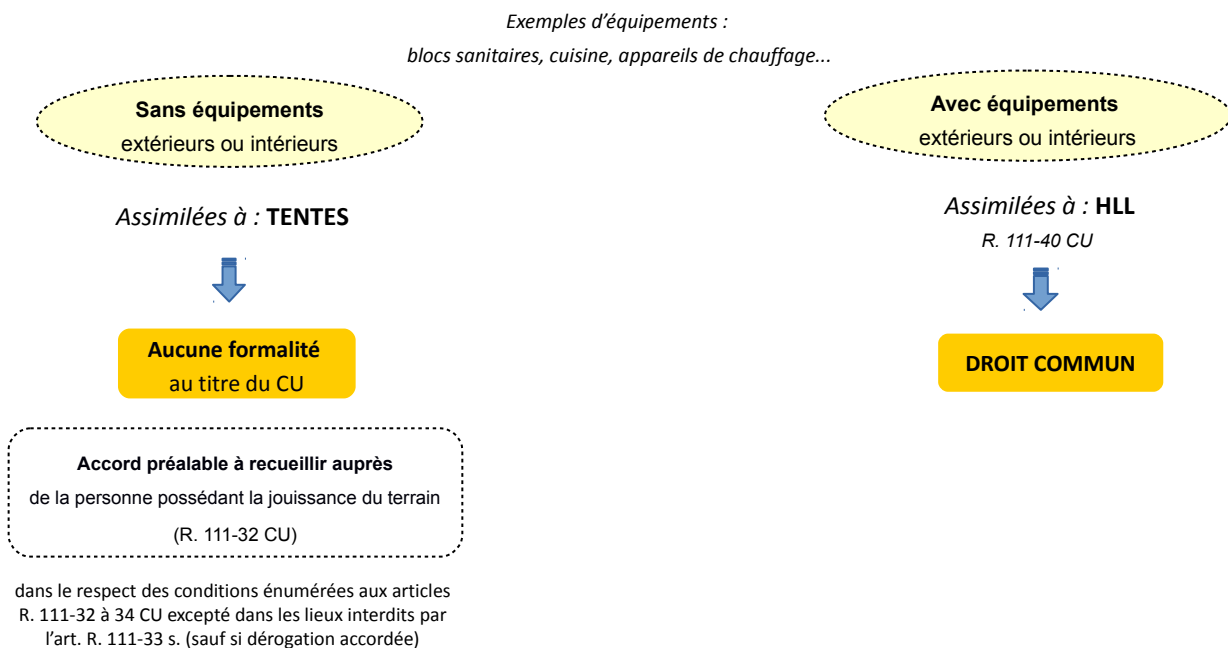 Exemples d’équipements :
blocs sanitaires, cuisine, appareils de chauffage...
Sans équipements
extérieurs ou intérieurs
Assimilées à : TENTES
Aucune formalité
au titre du CU
Accord préalable à recueillir auprès
de la personne possédant la jouissance du terrain
(R. 111-32 CU)
dans le respect des conditions énumérées aux articles
R. 111-32 à 34 CU excepté dans les lieux interdits par
l’art. R. 111-33 s. (sauf si dérogation accordée)
Avec équipements
extérieurs ou intérieurs
Assimilées à : HLL
R. 111-40 CU
DROIT COMMUN